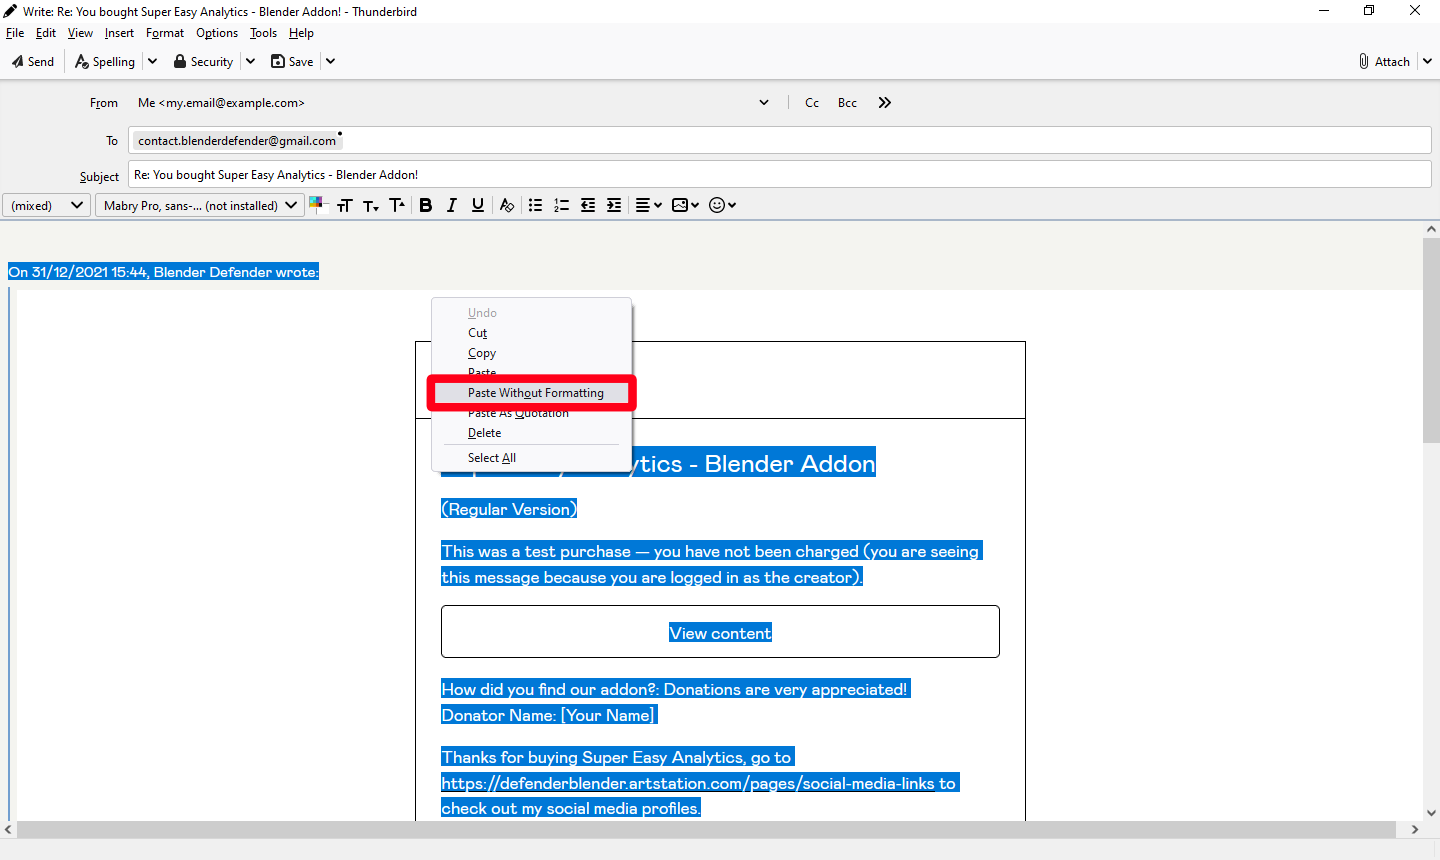 Write: Re: You bought Super Easy Analytics - Blender Addon! - Thunderbird
File Edit View Insert Format Options Tools Help
Send Spelling Security Save Attach
From Me <my.email@example.com> Cc Bcc
To contact.blenderdefender@gmail.com
Subject Re: You bought Super Easy Analytics - Blender Addon!
(mixed) Mabry Pro, sans-... (not installed)
On 31/12/2021 15:44, Blender Defender wrote:
Undo
Cut
Copy
Paste
Paste Without Formatting
Paste As Quotation
Delete
Select All
- Blender Addon
(Regular Version)
This was a test purchase — you have not been charged (you are seeing
this message because you are logged in as the creator).
View content
How did you find our addon?: Donations are very appreciated!
Donator Name: [Your Name]
Thanks for buying Super Easy Analytics, go to
https://defenderblender.artstation.com/pages/social-media-links to
check out my social media profiles.